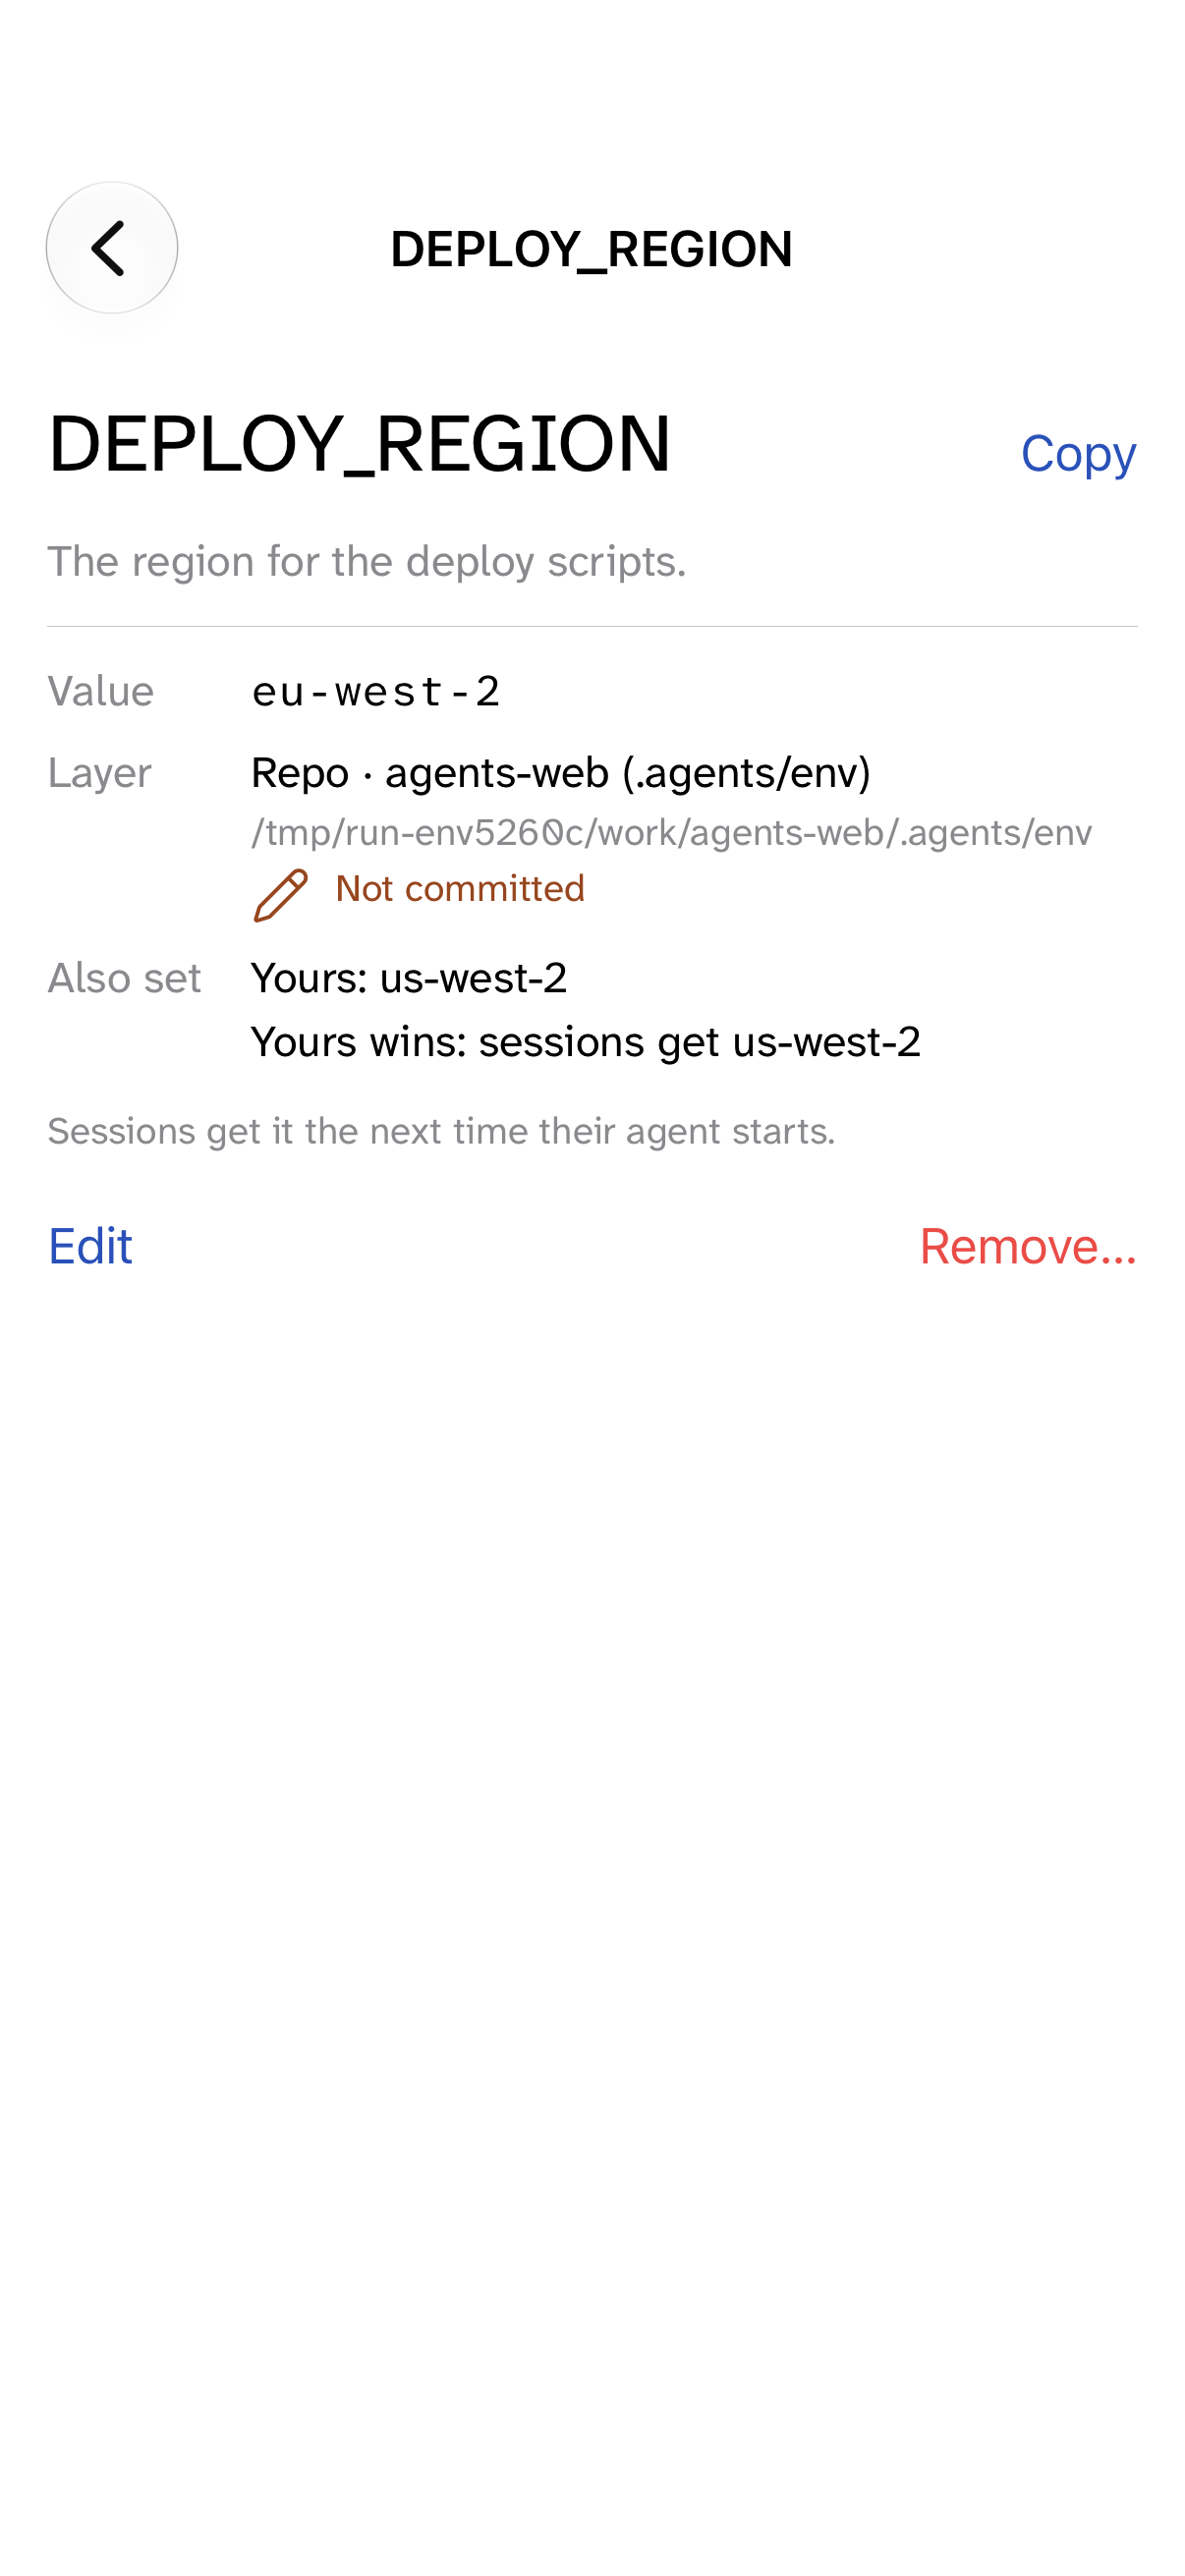 DEPLOY_REGION
DEPLOY_REGION
Copy
The region for the deploy scripts.
Value eu-west-2
Layer Repo · agents-web (.agents/env)
/tmp/run-env5260c/work/agents-web/.agents/env
Not committed
Also set Yours: us-west-2
Yours wins: sessions get us-west-2
Sessions get it the next time their agent starts.
Edit Remove...